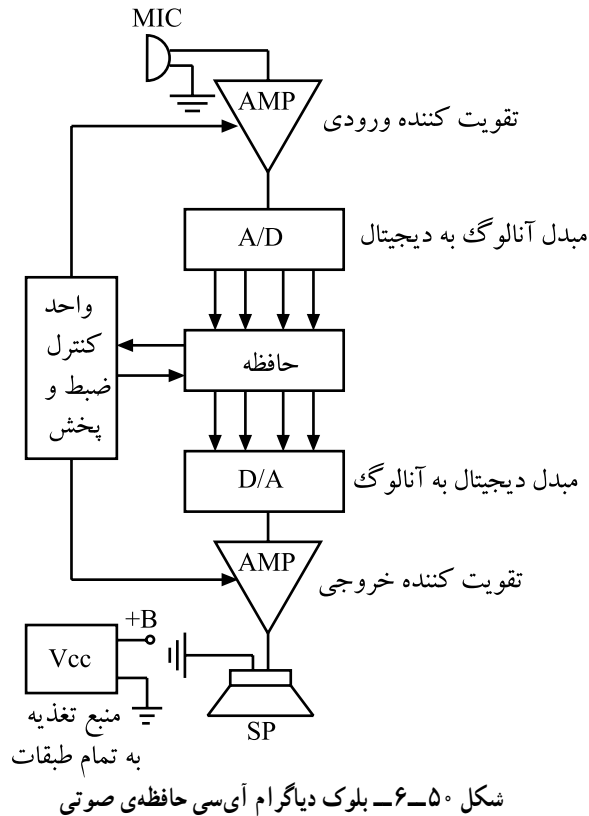 MIC
AMP
تقویت کننده ورودی
A/D
مبدل آنالوگ به دیجیتال
واحد
کنترل
ضبط و
پخش
حافظه
D/A
مبدل دیجیتال به آنالوگ
AMP
تقویت کننده خروجی
+B
Vcc
SP
منبع تغذیه
به تمام طبقات
شکل ۵۰ــ۶ــ بلوک دیاگرام آی‌سی حافظه‌ی صوتی